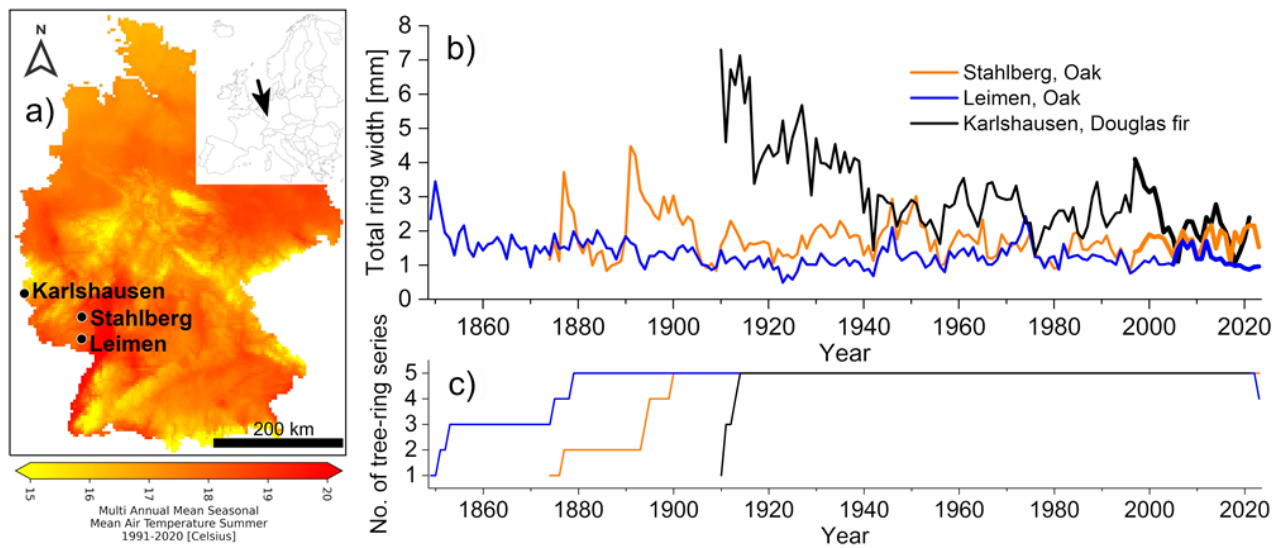 N
a)
Karlshausen
Stahlberg
Leimen
200 km
15 16 17 18 19 20
Multi Annual Mean Seasonal
Mean Air Temperature Summer
1991-2020 [Celsius]
b)
Total ring width [mm]
8
7
6
5
4
3
2
1
0
Stahlberg, Oak
Leimen, Oak
Karlshausen, Douglas fir
1860 1880 1900 1920 1940 1960 1980 2000 2020
Year
c)
No. of tree-ring series
5
4
3
2
1
1860 1880 1900 1920 1940 1960 1980 2000 2020
Year